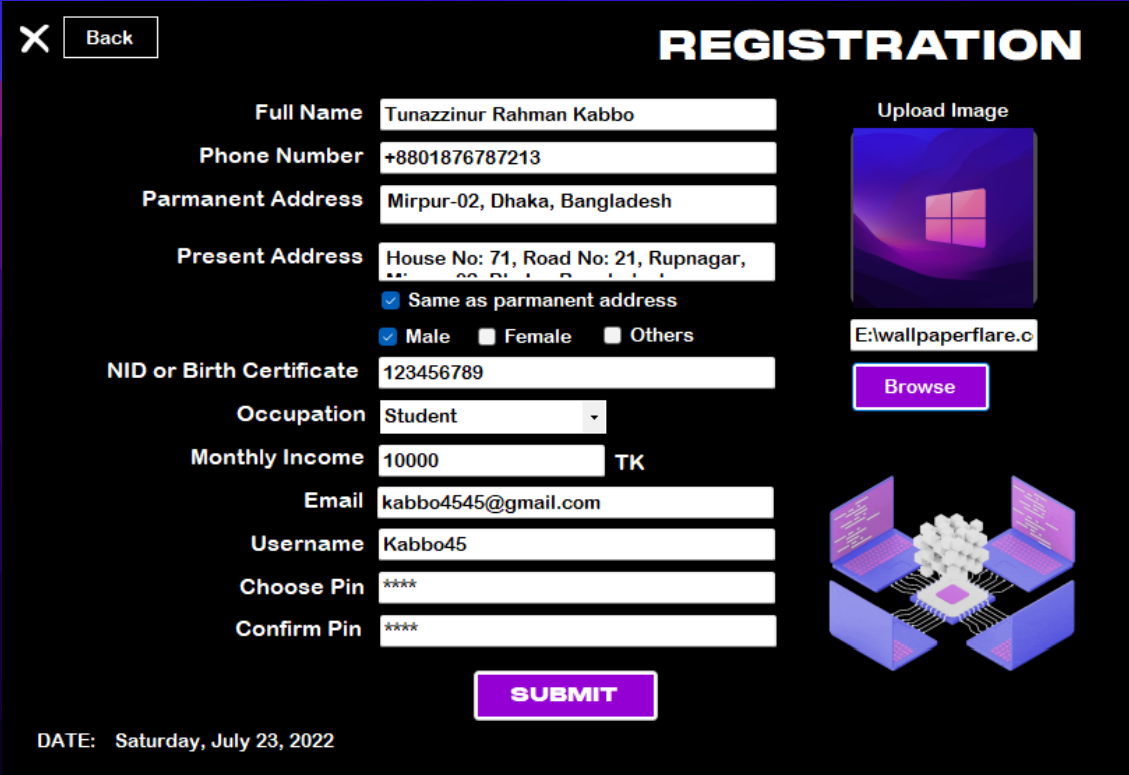 Back
REGISTRATION
Full Name Tunazzinur Rahman Kabbo
Upload Image
Phone Number +8801876787213
Parmanent Address Mirpur-02, Dhaka, Bangladesh
Present Address House No: 71, Road No: 21, Rupnagar,
Same as parmanent address
Male Female Others
E:\wallpaperflare.c
NID or Birth Certificate 123456789
Browse
Occupation Student
Monthly Income 10000 TK
Email kabbo4545@gmail.com
Username Kabbo45
Choose Pin ****
Confirm Pin ****
SUBMIT
DATE: Saturday, July 23, 2022